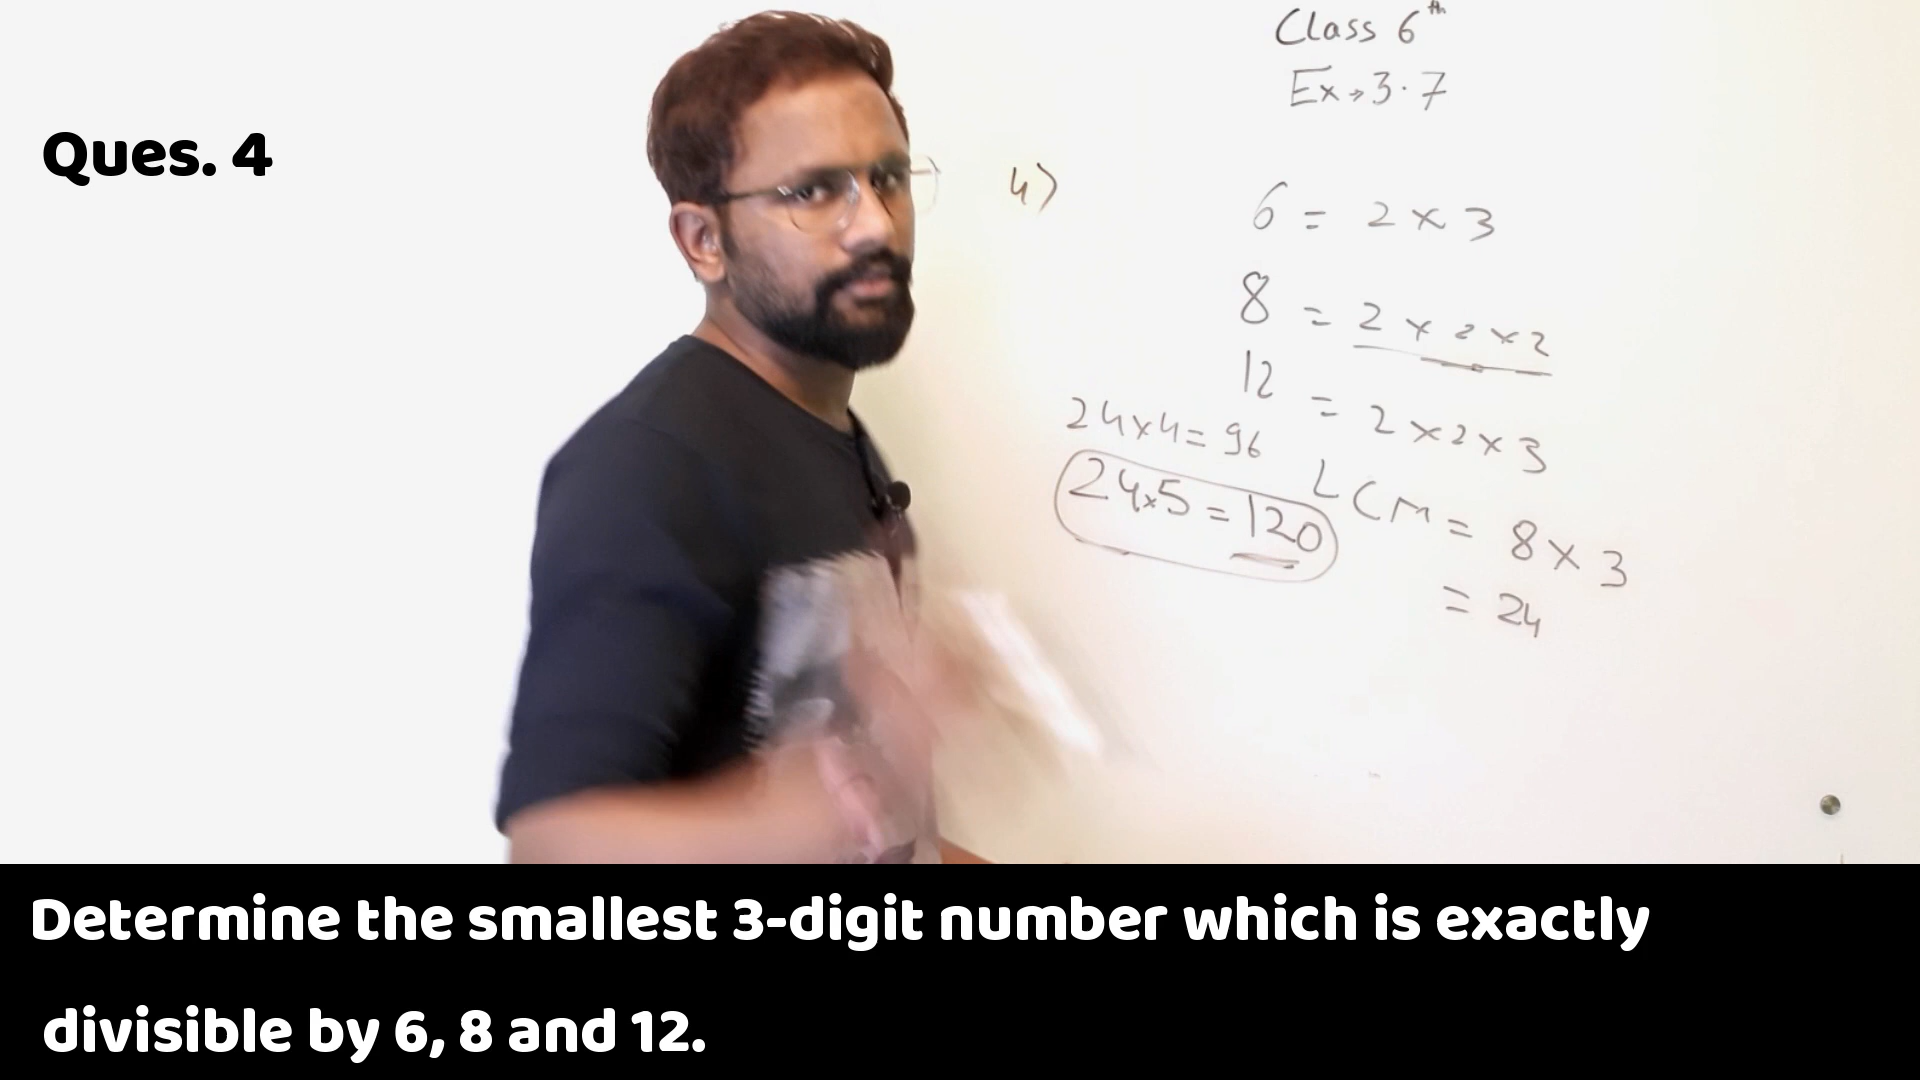 Class 6th
Ex → 3.7
Ques. 4
4)
6 = 2 × 3
8 = 2 × 2 × 2
12 = 2 × 2 × 3
24 × 4 = 96
24 × 5 = 120
LCM = 8 × 3
= 24
Determine the smallest 3-digit number which is exactly
divisible by 6, 8 and 12.